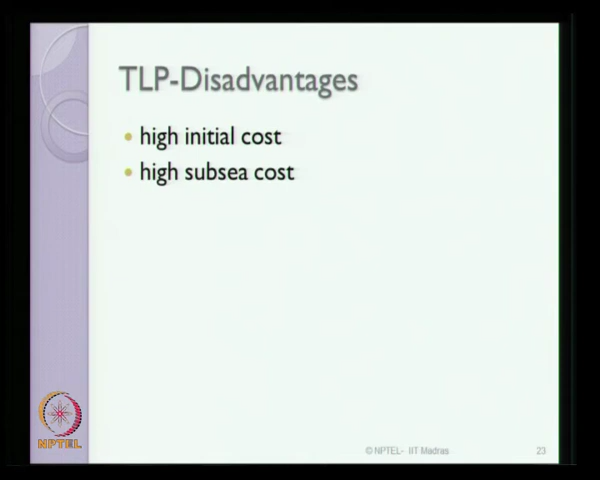 TLP-Disadvantages
high initial cost
high subsea cost
NPTEL
© NPTEL- IIT Madras
23